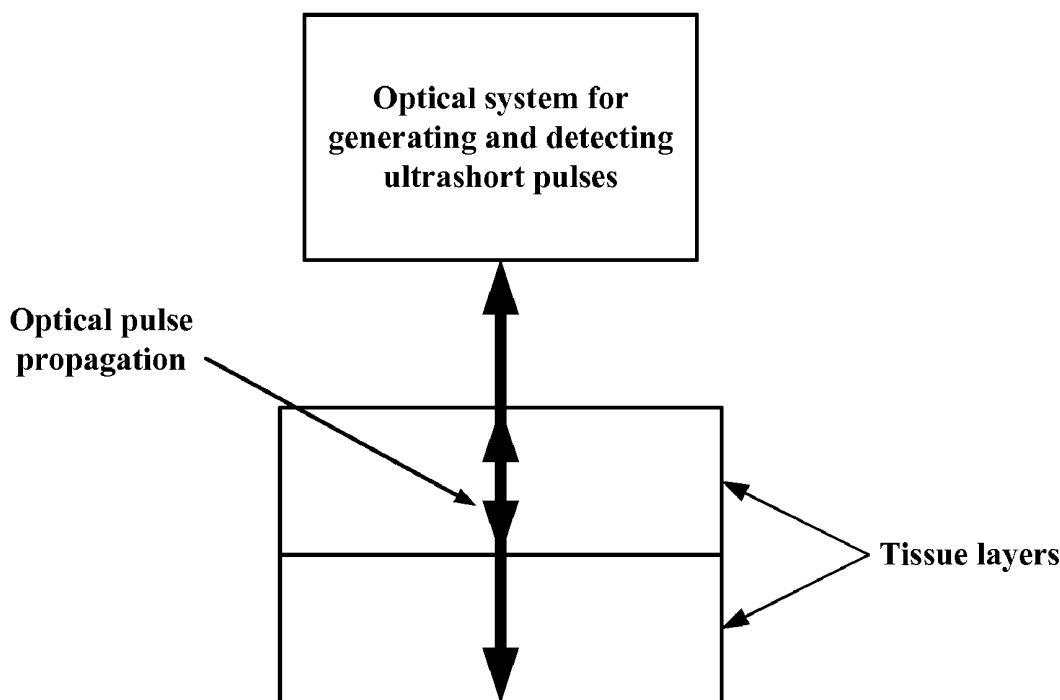 Optical system for
generating and detecting
ultrashort pulses
Optical pulse
propagation
Tissue layers